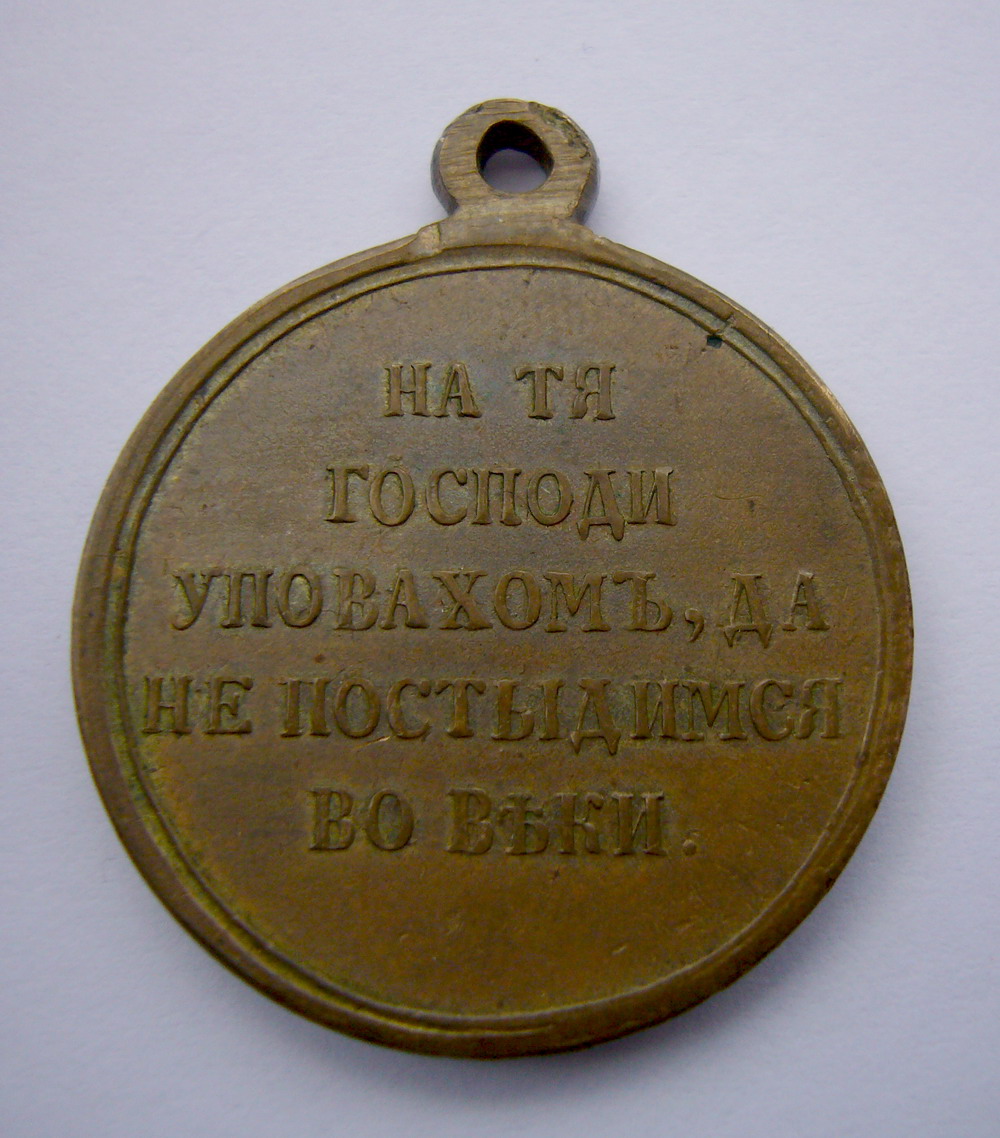 НА ТЯ
ГОСПОДИ
УПОВАХОМЪ, ДА
НЕ ПОСТЫДИМСЯ
ВО ВѢКИ.